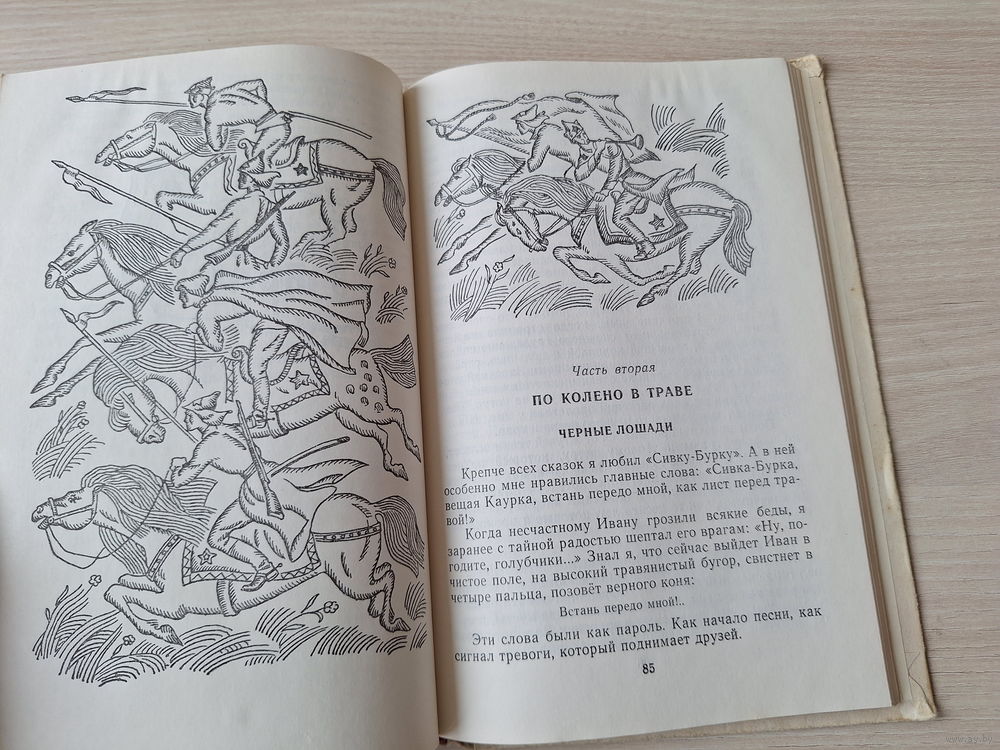 Часть вторая
ПО КОЛЕНО В ТРАВЕ
ЧЕРНЫЕ ЛОШАДИ
Крепче всех сказок я любил «Сивку-Бурку». А в ней
особенно мне нравились главные слова: «Сивка-Бурка,
вещая Каурка, встань передо мной, как лист перед тра-
вой!»
Когда несчастному Ивану грозили всякие беды, я
заранее с тайной радостью шептал его врагам: «Ну, по-
годите, голубчики...» Знал я, что сейчас выйдет Иван в
чистое поле, на высокий травянистый бугор, свистнет в
четыре пальца, позовёт верного коня:
Встань передо мной!..
Эти слова были как пароль. Как начало песни, как
сигнал тревоги, который поднимает друзей.
85
www.ay.by